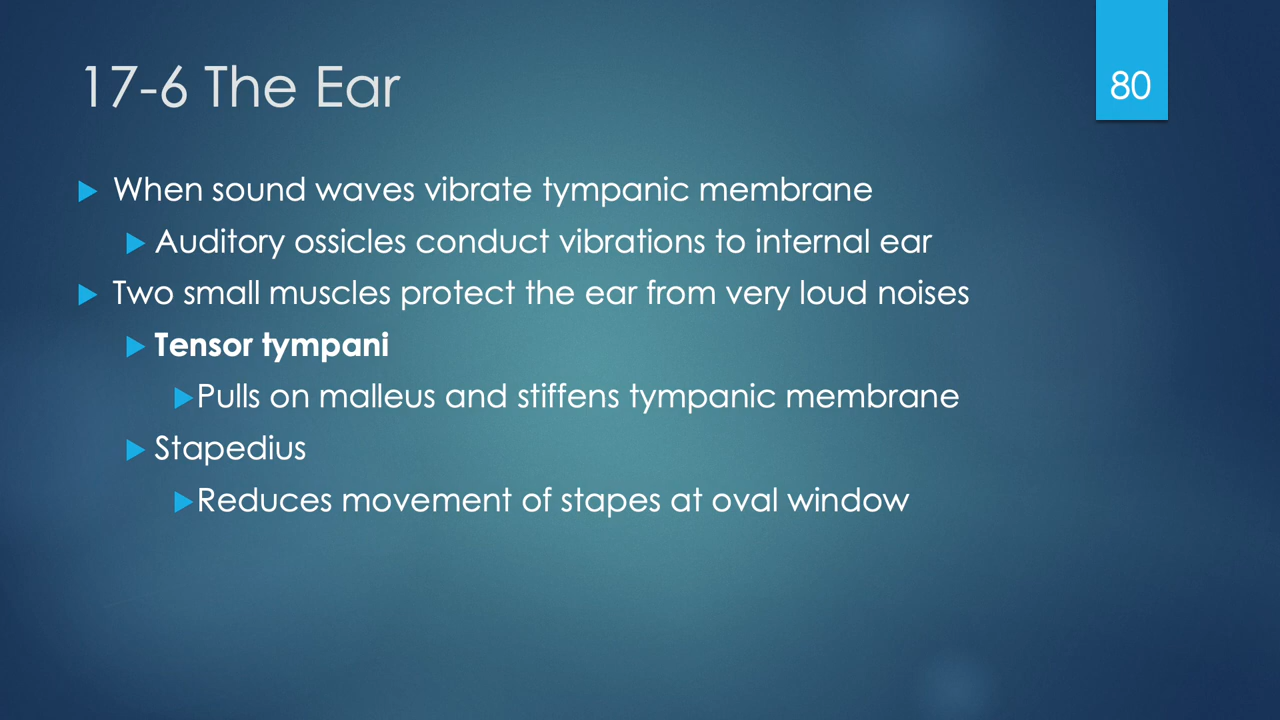 17-6 The Ear
80
When sound waves vibrate tympanic membrane
Auditory ossicles conduct vibrations to internal ear
Two small muscles protect the ear from very loud noises
Tensor tympani
Pulls on malleus and stiffens tympanic membrane
Stapedius
Reduces movement of stapes at oval window